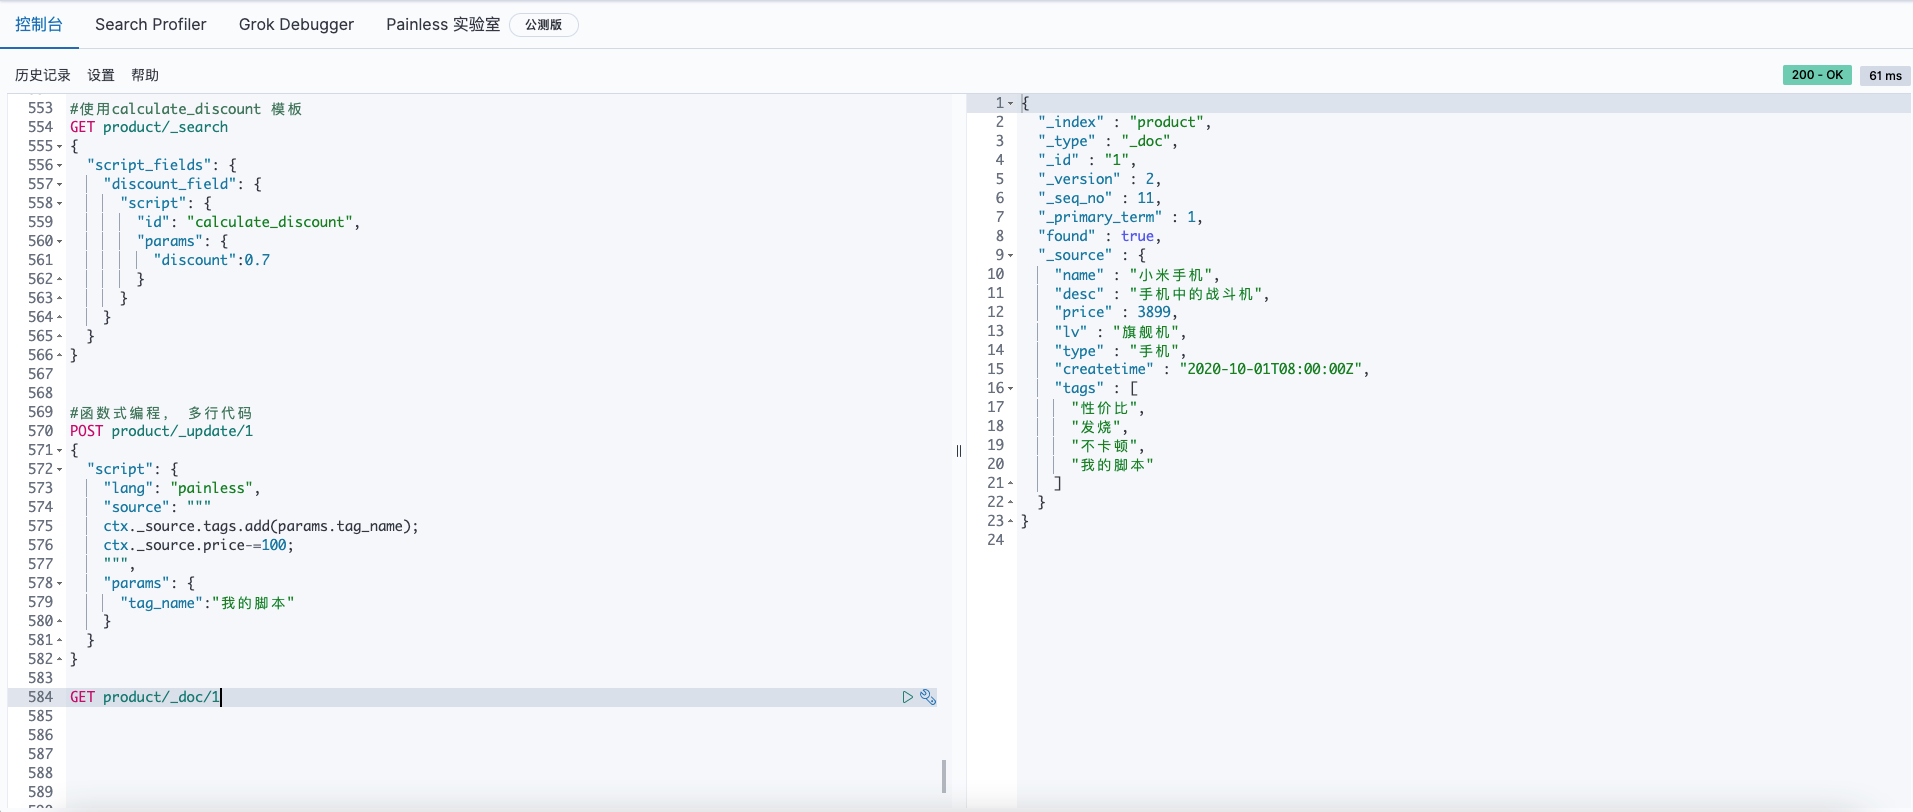 控制台 Search Profiler Grok Debugger Painless 实验室 公测版
历史记录 设置 帮助 200 - OK 61 ms
553 #使用calculate_discount 模板
554 GET product/_search
555 {
556 "script_fields": {
557 "discount_field": {
558 "script": {
559 "id": "calculate_discount",
560 "params": {
561 "discount":0.7
562 }
563 }
564 }
565 }
566 }
567
568
569 #函数式编程， 多行代码
570 POST product/_update/1
571 {
572 "script": {
573 "lang": "painless",
574 "source": """
575 ctx._source.tags.add(params.tag_name);
576 ctx._source.price-=100;
577 """,
578 "params": {
579 "tag_name":"我的脚本"
580 }
581 }
582 }
583
584 GET product/_doc/1
585
586
587
588
589
1 {
2 "_index" : "product",
3 "_type" : "_doc",
4 "_id" : "1",
5 "_version" : 2,
6 "_seq_no" : 11,
7 "_primary_term" : 1,
8 "found" : true,
9 "_source" : {
10 "name" : "小米手机",
11 "desc" : "手机中的战斗机",
12 "price" : 3899,
13 "lv" : "旗舰机",
14 "type" : "手机",
15 "createtime" : "2020-10-01T08:00:00Z",
16 "tags" : [
17 "性价比",
18 "发烧",
19 "不卡顿",
20 "我的脚本"
21 ]
22 }
23 }
24